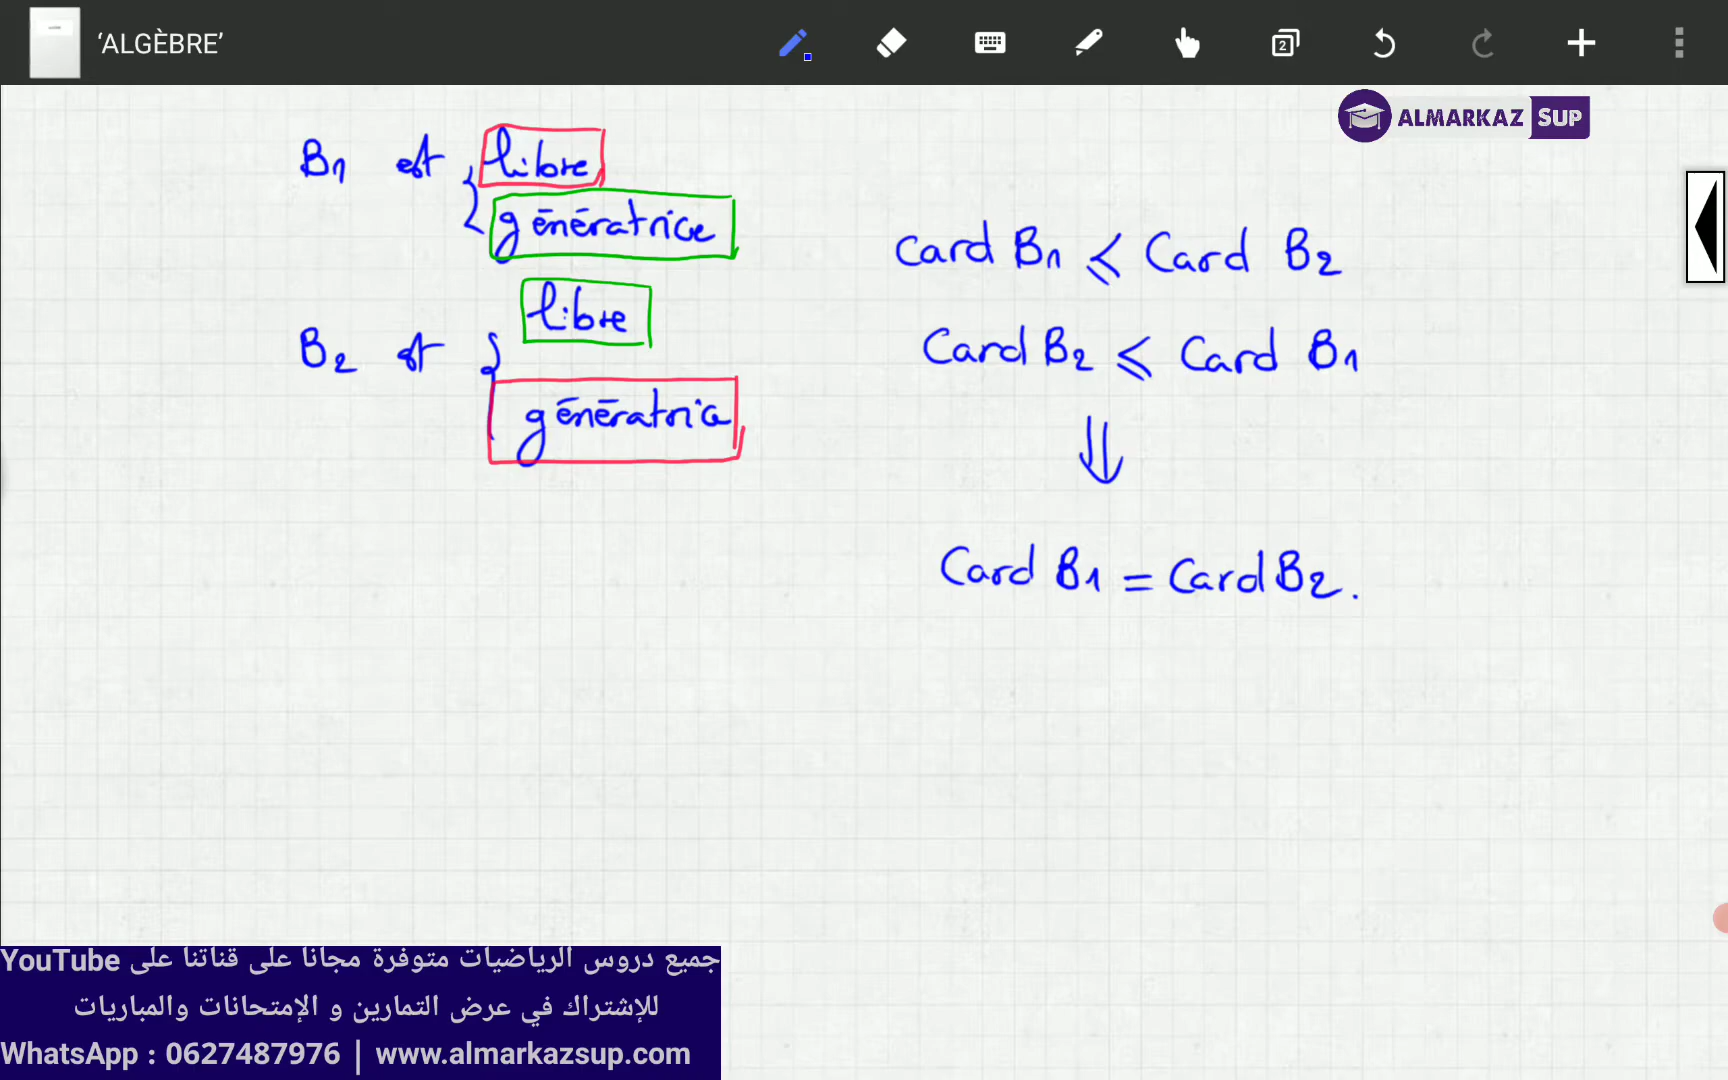 ‘ALGÈBRE’
2
ALMARKAZ SUP
B1 est { libre
génératrice
B2 est { libre
génératrice
Card B1 ⩽ Card B2
Card B2 ⩽ Card B1
⇓
Card B1 = Card B2.
جميع دروس الرياضيات متوفرة مجانا على قناتنا على YouTube
للإشتراك في عرض التمارين و الإمتحانات والمباريات
WhatsApp : 0627487976 | www.almarkazsup.com